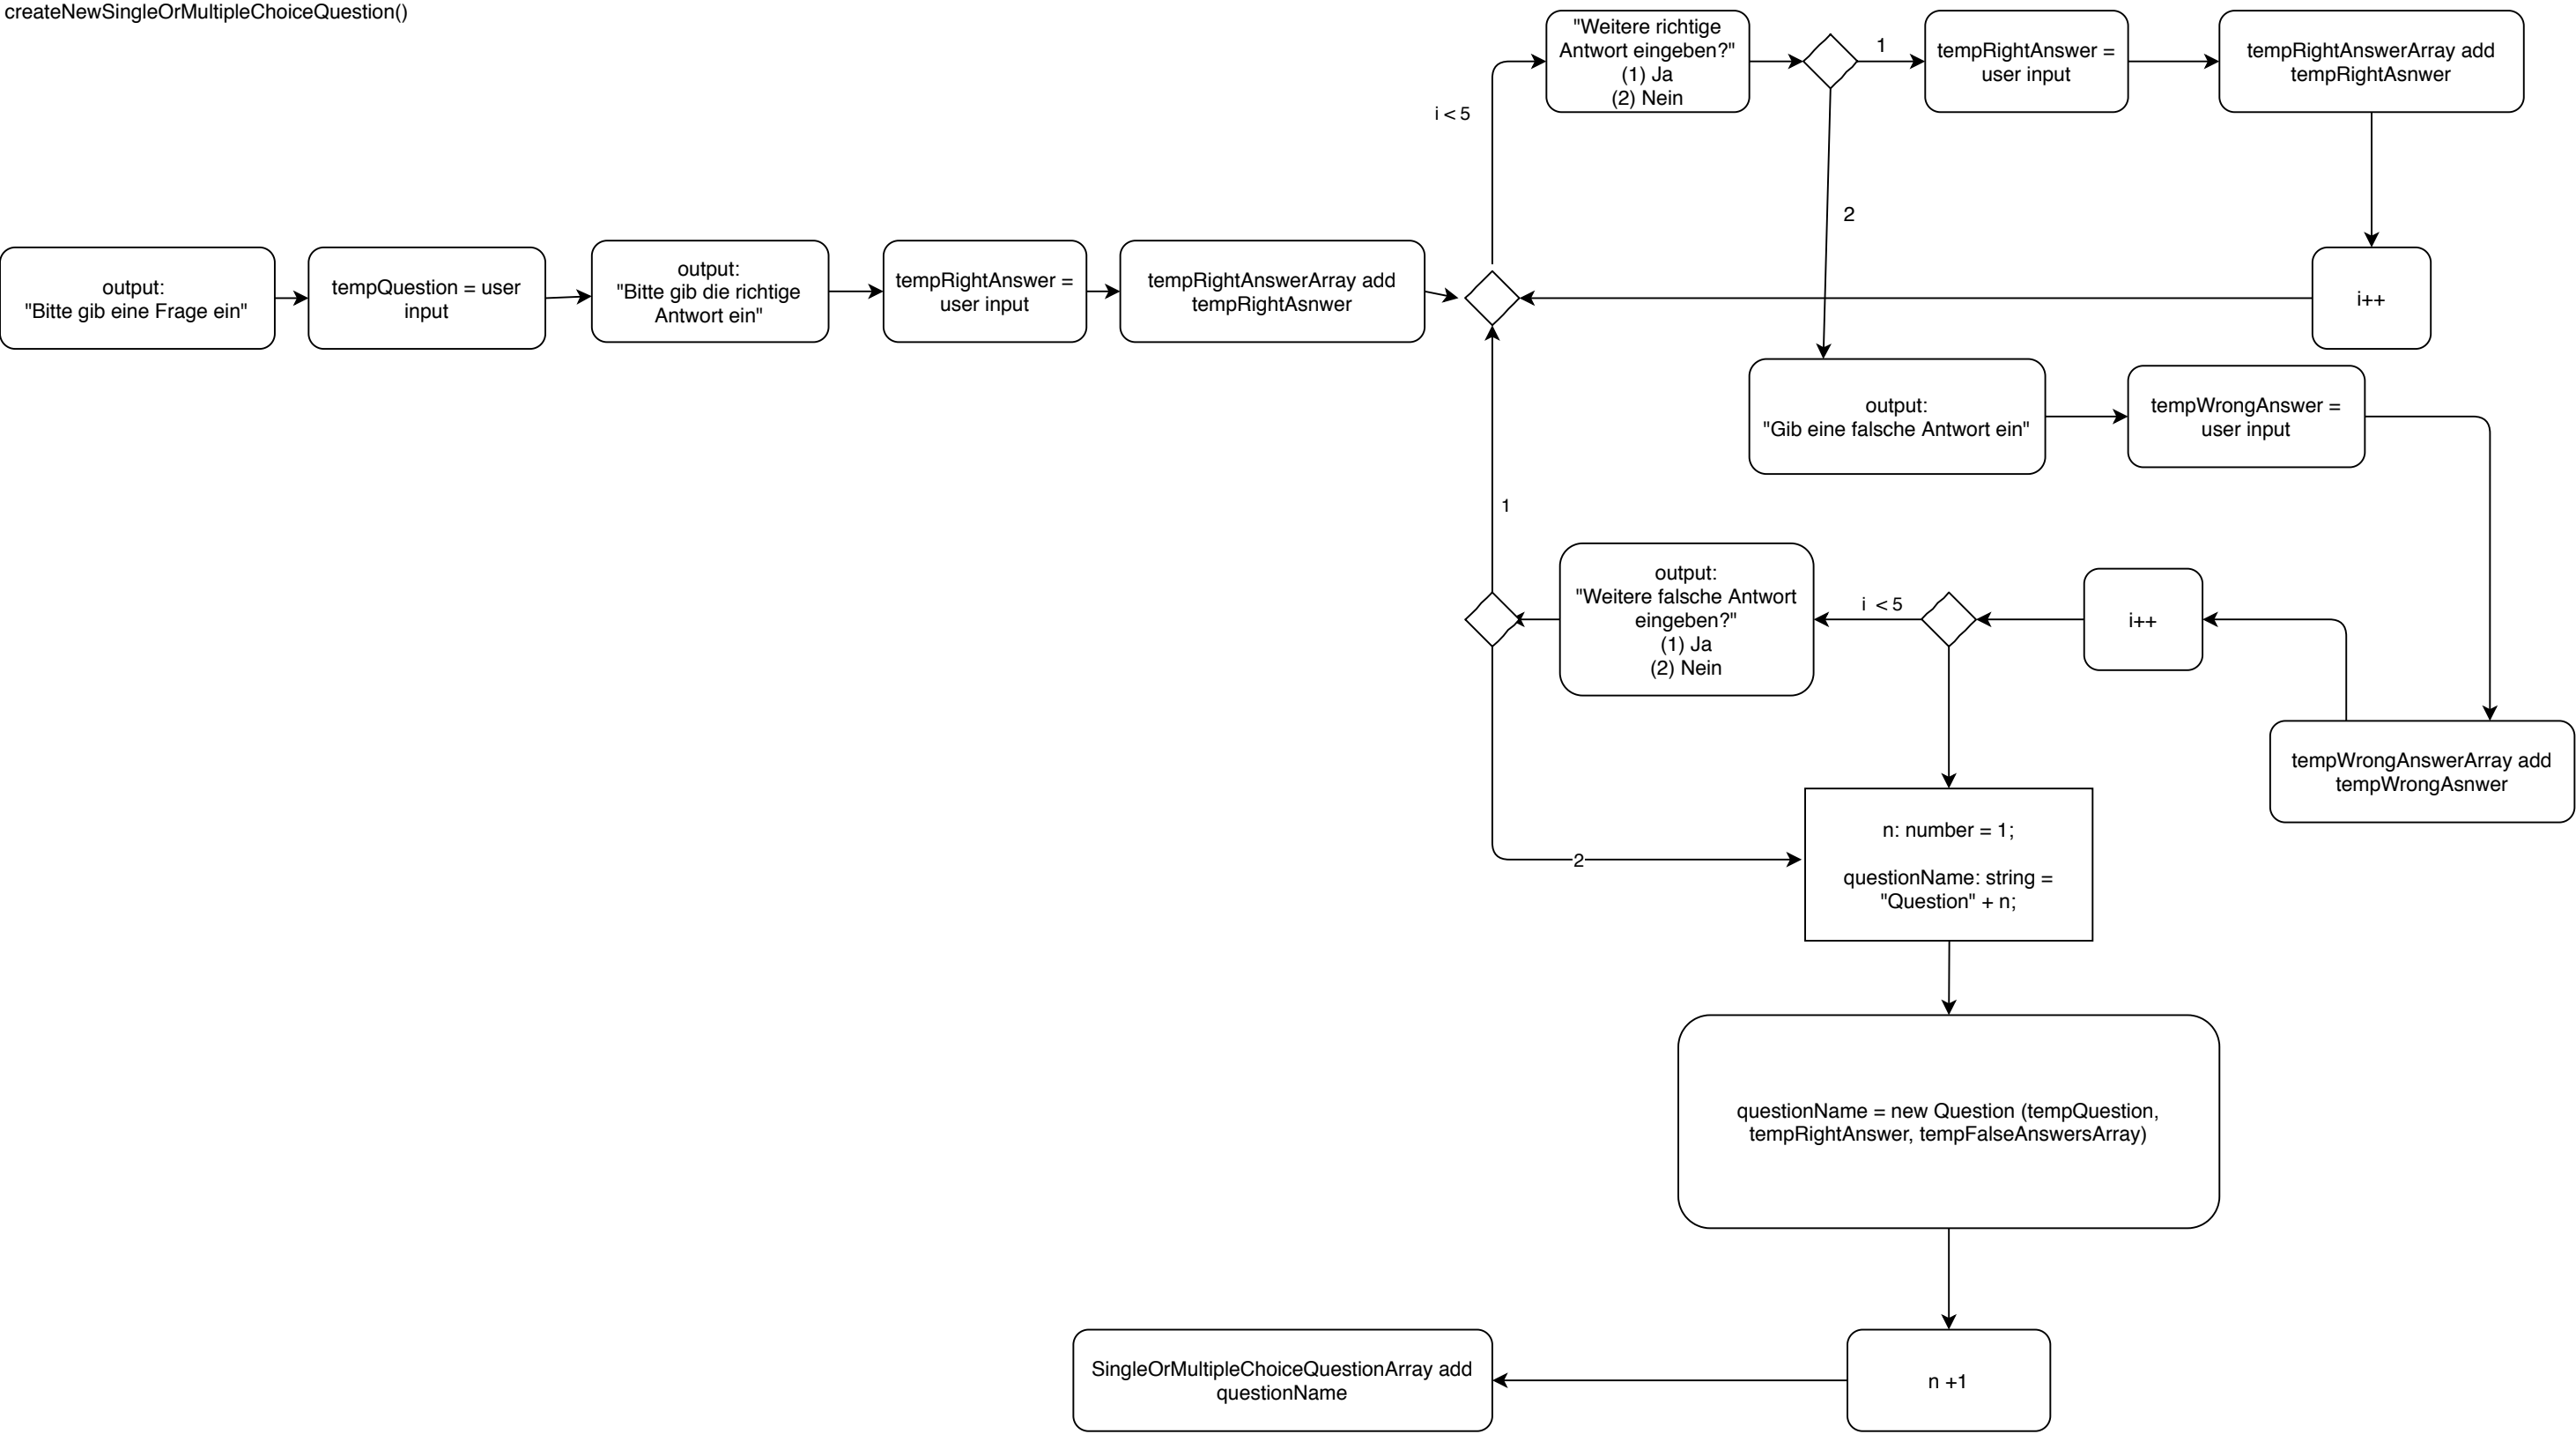 createNewSingleOrMultipleChoiceQuestion()
"Weitere richtige
Antwort eingeben?"
(1) Ja
(2) Nein
1
tempRightAnswer =
user input
tempRightAnswerArray add
tempRightAsnwer
i < 5
2
output:
"Bitte gib eine Frage ein"
tempQuestion = user
input
output:
"Bitte gib die richtige
Antwort ein"
tempRightAnswer =
user input
tempRightAnswerArray add
tempRightAsnwer
i++
output:
"Gib eine falsche Antwort ein"
tempWrongAnswer =
user input
1
output:
"Weitere falsche Antwort
eingeben?"
(1) Ja
(2) Nein
i < 5
i++
tempWrongAnswerArray add
tempWrongAsnwer
2
n: number = 1;
questionName: string =
"Question" + n;
questionName = new Question (tempQuestion,
tempRightAnswer, tempFalseAnswersArray)
SingleOrMultipleChoiceQuestionArray add
questionName
n +1